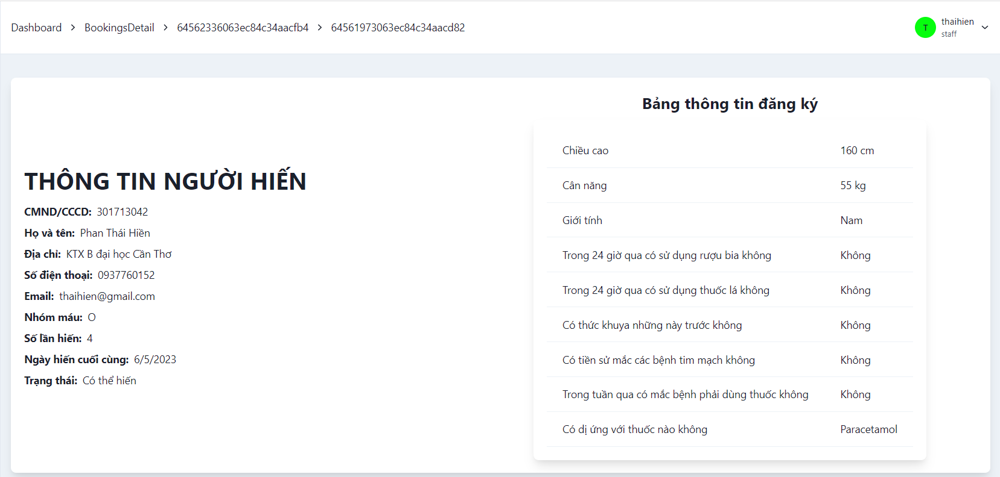 Dashboard > BookingsDetail > 64562336063ec84c34aacfb4 > 64561973063ec84c34aacd82
T
thaihien
staff
THÔNG TIN NGƯỜI HIẾN
CMND/CCCD: 301713042
Họ và tên: Phan Thái Hiền
Địa chỉ: KTX B đại học Cần Thơ
Số điện thoại: 0937760152
Email: thaihien@gmail.com
Nhóm máu: O
Số lần hiến: 4
Ngày hiến cuối cùng: 6/5/2023
Trạng thái: Có thể hiến
Bảng thông tin đăng ký
Chiều cao 160 cm
Cân năng 55 kg
Giới tính Nam
Trong 24 giờ qua có sử dụng rượu bia không Không
Trong 24 giờ qua có sử dụng thuốc lá không Không
Có thức khuya những này trước không Không
Có tiền sử mắc các bệnh tim mạch không Không
Trong tuần qua có mắc bệnh phải dùng thuốc không Không
Có dị ứng với thuốc nào không Paracetamol